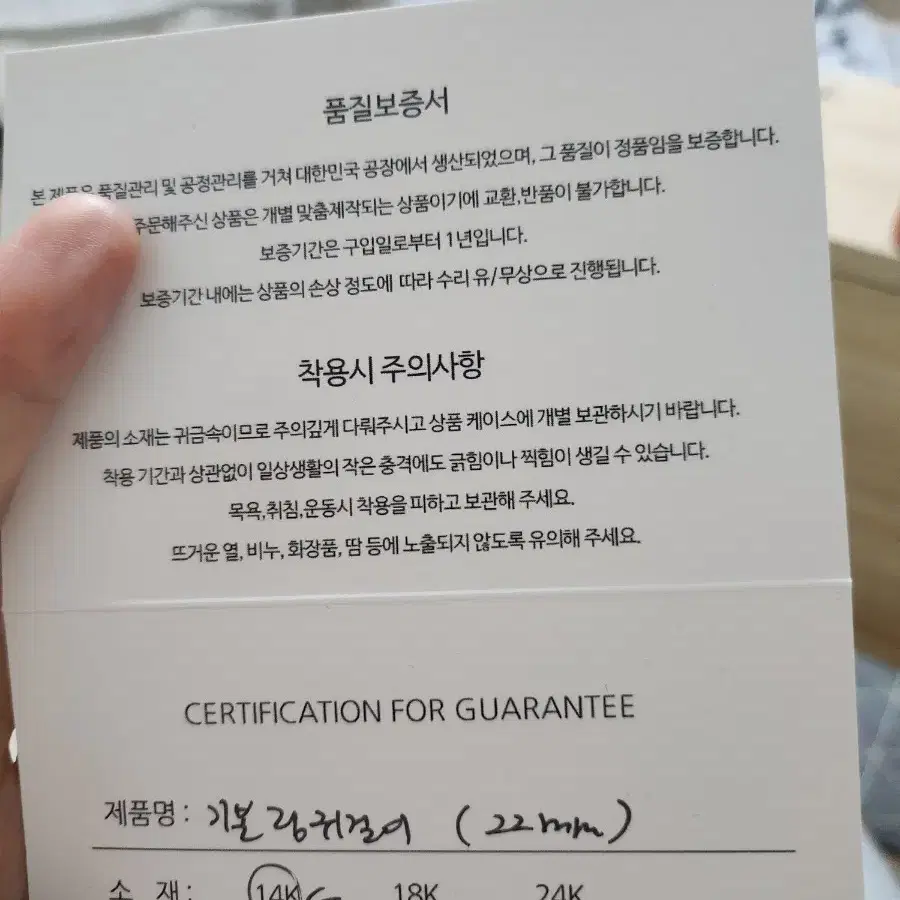 품질보증서
본 제품은 품질관리 및 공정관리를 거쳐 대한민국 공장에서 생산되었으며, 그 품질이 정품임을 보증합니다.
주문해주신 상품은 개별 맞춤제작되는 상품이기에 교환,반품이 불가합니다.
보증기간은 구입일로부터 1년입니다.
보증기간 내에는 상품의 손상 정도에 따라 수리 유/무상으로 진행됩니다.
착용시 주의사항
제품의 소재는 귀금속이므로 주의깊게 다뤄주시고 상품 케이스에 개별 보관하시기 바랍니다.
착용 기간과 상관없이 일상생활의 작은 충격에도 긁힘이나 찍힘이 생길 수 있습니다.
목욕,취침,운동시 착용을 피하고 보관해 주세요.
뜨거운 열, 비누, 화장품, 땀 등에 노출되지 않도록 유의해 주세요.
CERTIFICATION FOR GUARANTEE
제품명 : 기본 링귀걸이 (22mm)
소 재 : 14K 18K 24K